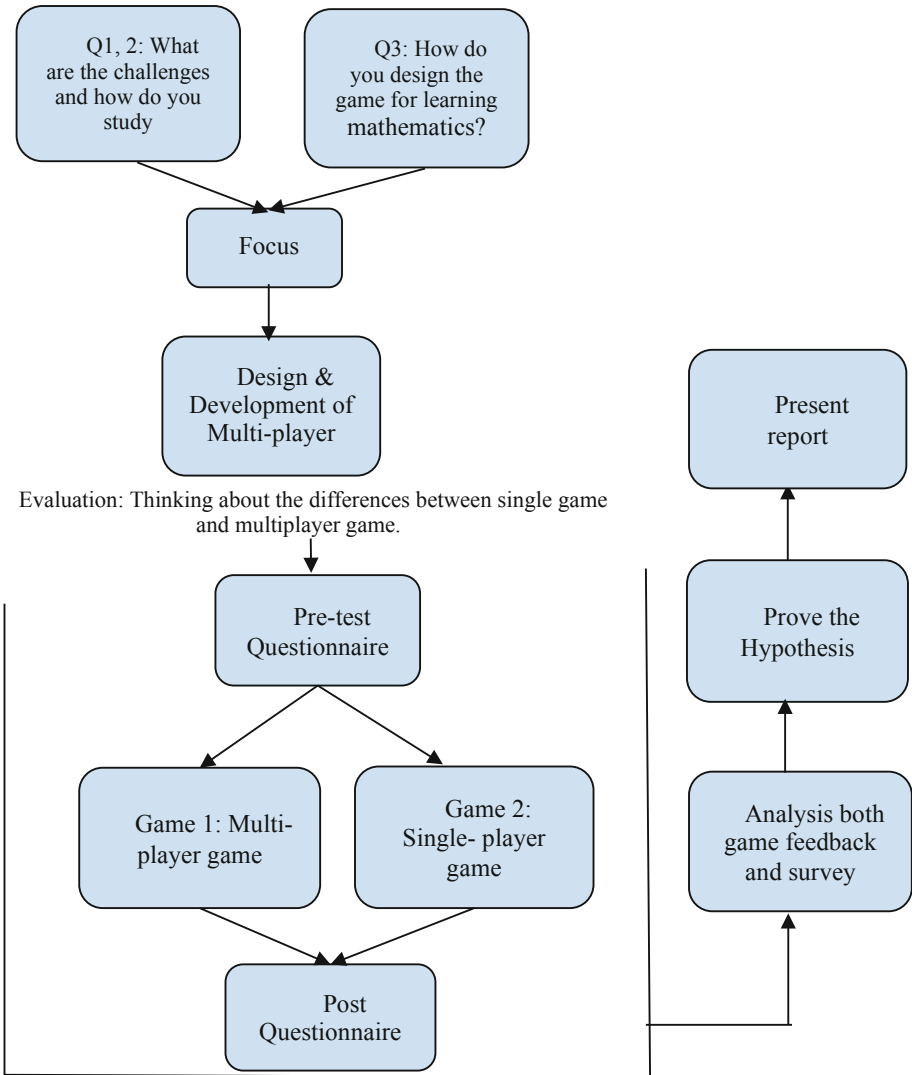 Q1, 2: What
are the challenges
and how do you
study
Q3: How do
you design the
game for learning
mathematics?
Focus
Design &
Development of
Multi-player
Evaluation: Thinking about the differences between single game
and multiplayer game.
Pre-test
Questionnaire
Game 1: Multi-
player game
Game 2:
Single- player
game
Post
Questionnaire
Present
report
Prove the
Hypothesis
Analysis both
game feedback
and survey